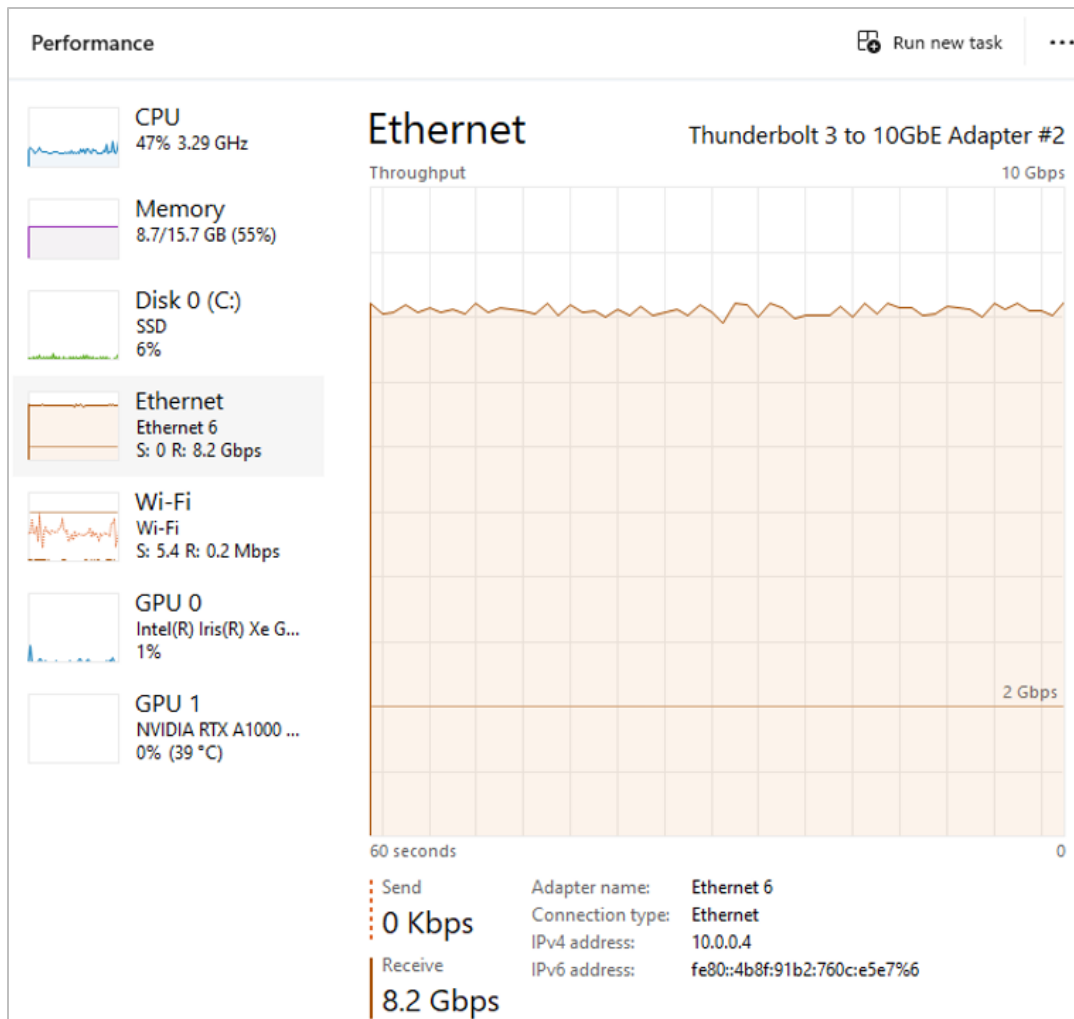 Performance
Run new task
CPU
47% 3.29 GHz
Memory
8.7/15.7 GB (55%)
Disk 0 (C:)
SSD
6%
Ethernet
Ethernet 6
S: 0 R: 8.2 Gbps
Wi-Fi
Wi-Fi
S: 5.4 R: 0.2 Mbps
GPU 0
Intel(R) Iris(R) Xe G...
1%
GPU 1
NVIDIA RTX A1000 ...
0% (39 °C)
Ethernet
Thunderbolt 3 to 10GbE Adapter #2
Throughput
10 Gbps
2 Gbps
60 seconds
0
Send
0 Kbps
Receive
8.2 Gbps
Adapter name: Ethernet 6
Connection type: Ethernet
IPv4 address: 10.0.0.4
IPv6 address: fe80::4b8f:91b2:760c:e5e7%6